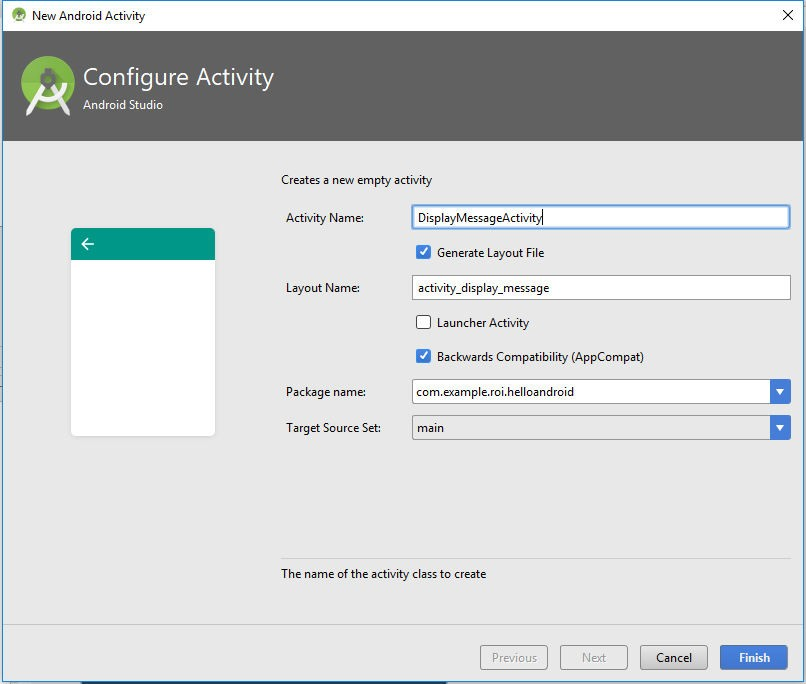 New Android Activity
Configure Activity
Android Studio
Creates a new empty activity
Activity Name: DisplayMessageActivity
Generate Layout File
Layout Name: activity_display_message
Launcher Activity
Backwards Compatibility (AppCompat)
Package name: com.example.roi.helloandroid
Target Source Set: main
The name of the activity class to create
Previous Next Cancel Finish